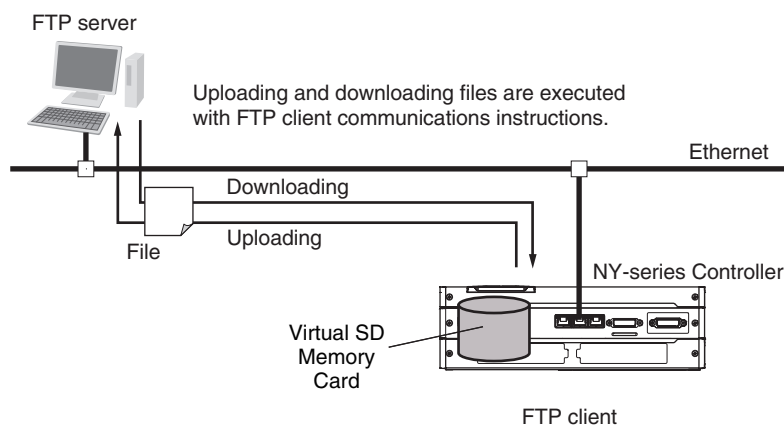 FTP server
Uploading and downloading files are executed
with FTP client communications instructions.
Ethernet
Downloading
File
Uploading
NY-series Controller
Virtual SD
Memory
Card
FTP client